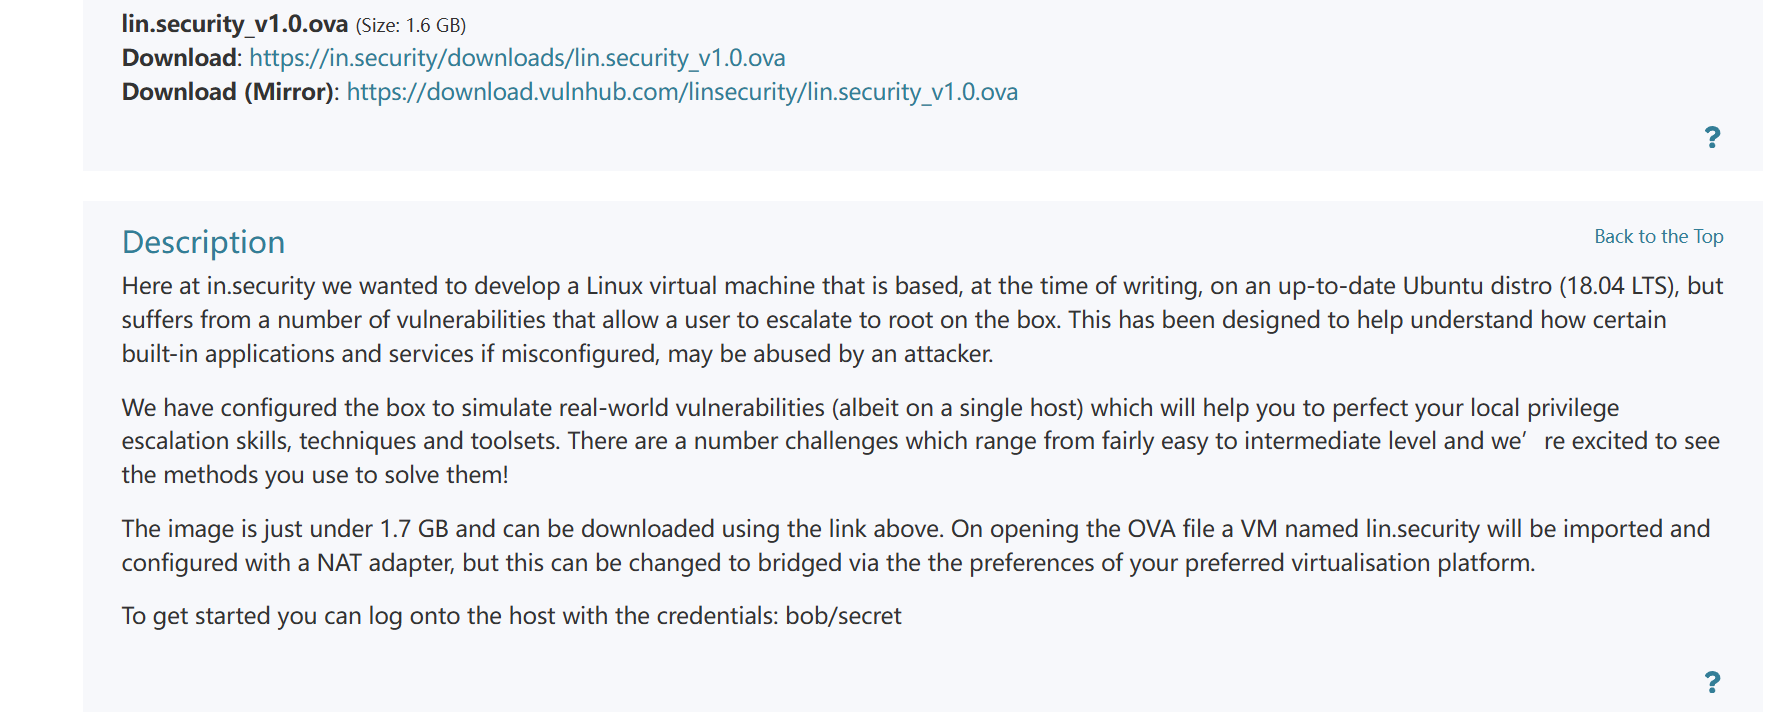 lin.security_v1.0.ova (Size: 1.6 GB)
Download: https://in.security/downloads/lin.security_v1.0.ova
Download (Mirror): https://download.vulnhub.com/linsecurity/lin.security_v1.0.ova
?
Description
Back to the Top
Here at in.security we wanted to develop a Linux virtual machine that is based, at the time of writing, on an up-to-date Ubuntu distro (18.04 LTS), but
suffers from a number of vulnerabilities that allow a user to escalate to root on the box. This has been designed to help understand how certain
built-in applications and services if misconfigured, may be abused by an attacker.
We have configured the box to simulate real-world vulnerabilities (albeit on a single host) which will help you to perfect your local privilege
escalation skills, techniques and toolsets. There are a number challenges which range from fairly easy to intermediate level and we’re excited to see
the methods you use to solve them!
The image is just under 1.7 GB and can be downloaded using the link above. On opening the OVA file a VM named lin.security will be imported and
configured with a NAT adapter, but this can be changed to bridged via the the preferences of your preferred virtualisation platform.
To get started you can log onto the host with the credentials: bob/secret
?